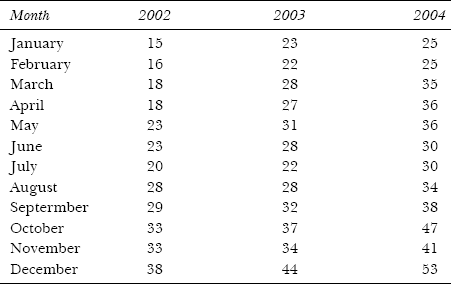 Month 2002 2003 2004
January 15 23 25
February 16 22 25
March 18 28 35
April 18 27 36
May 23 31 36
June 23 28 30
July 20 22 30
August 28 28 34
Septermber 29 32 38
October 33 37 47
November 33 34 41
December 38 44 53